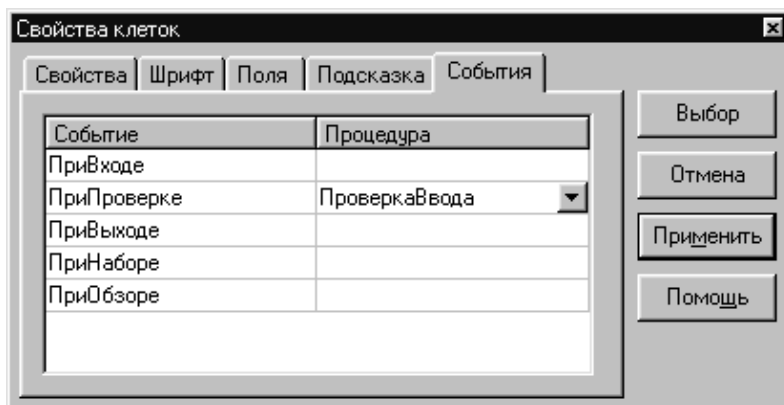 Свойства клеток
Свойства Шрифт Поля Подсказка События
Событие Процедура
ПриВходе
ПриПроверке ПроверкаВвода
ПриВыходе
ПриНаборе
ПриОбзоре
Выбор
Отмена
Применить
Помощь